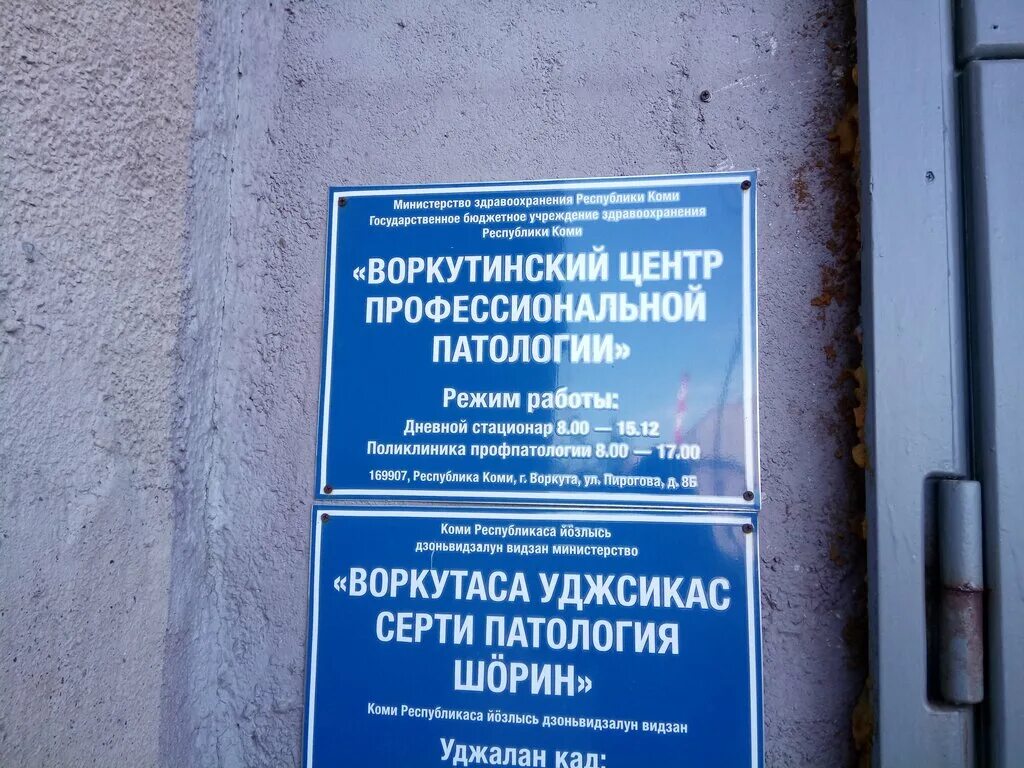 Министерство здравоохранения Республики Коми
Государственное бюджетное учреждение здравоохранения
Республики Коми
«ВОРКУТИНСКИЙ ЦЕНТР
ПРОФЕССИОНАЛЬНОЙ
ПАТОЛОГИИ»
Режим работы:
Дневной стационар 8.00 — 15.12
Поликлиника профпатологии 8.00 — 17.00
169907, Республика Коми, г. Воркута, ул. Пирогова, д. 8Б
Коми Республикаса йӧзлысь
дзоньвидзалун видзан министерство
«ВОРКУТАСА УДЖСИКАС
СЕРТИ ПАТОЛОГИЯ
ШӦРИН»
Коми Республикаса йӧзлысь дзоньвидзалун видзан
Уджалан кад: